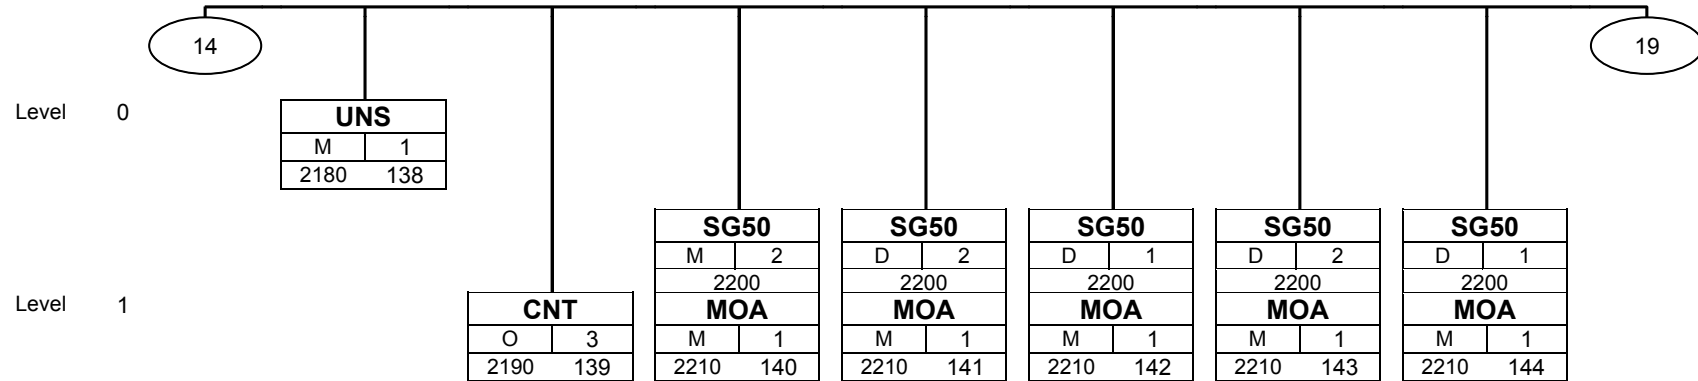 14 19
Level 0
UNS
M 1
2180 138
SG50 SG50 SG50 SG50 SG50
M 2 D 2 D 1 D 2 D 1
2200 2200 2200 2200 2200
Level 1
CNT MOA MOA MOA MOA MOA
O 3 M 1 M 1 M 1 M 1 M 1
2190 139 2210 140 2210 141 2210 142 2210 143 2210 144